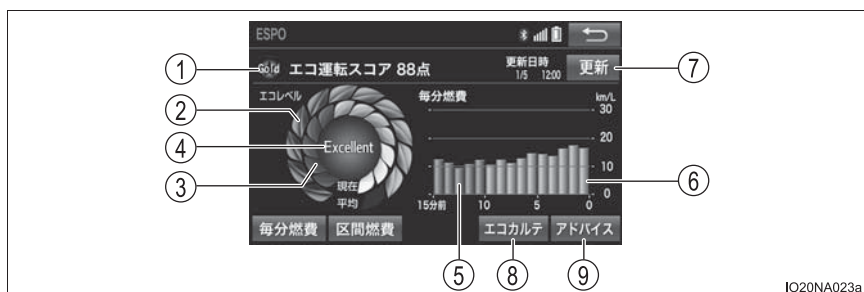 ESPO
① Gold エコ運転スコア 88点 更新日時 1/5 12:00 更新 ⑦
エコレベル 毎分燃費 km/L
② 30
④ Excellent 20
③ 10 ⑥
現在
平均
0
15分前 10 5 0
毎分燃費 区間燃費 エコカルテ アドバイス
⑤ ⑧ ⑨
IO20NA023a